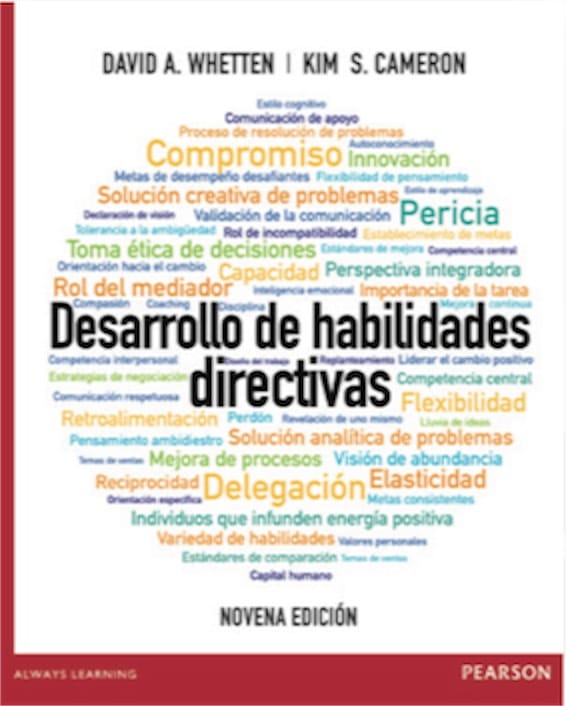 DAVID A. WHETTEN | KIM S. CAMERON
Estilo cognitivo
Comunicación de apoyo
Proceso de resolución de problemas
Compromiso Autoconocimiento
Innovación
Metas de desempeño desafiantes Flexibilidad de pensamiento
Solución creativa de problemas Estilo de aprendizaje
Declaración de visión Validación de la comunicación Pericia
Tolerancia a la ambigüedad Rol de incompatibilidad Establecimiento de metas
Toma ética de decisiones Estándares de mejora Competencia central
Orientación hacia el cambio Capacidad Perspectiva integradora
Rol del mediador Inteligencia emocional Importancia de la tarea
Compasión Coaching Disciplina Mejora continua
Desarrollo de habilidades
directivas
Competencia interpersonal Diseño del trabajo Replanteamiento Liderar el cambio positivo
Estrategias de negociación Competencia central
Comunicación respetuosa Flexibilidad
Retroalimentación Perdón Revelación de uno mismo Lluvia de ideas
Pensamiento ambidiestro Solución analítica de problemas
Temas de ventas Mejora de procesos Visión de abundancia
Reciprocidad Delegación Elasticidad
Orientación específica Metas consistentes
Individuos que infunden energía positiva
Variedad de habilidades Valores personales
Estándares de comparación Temas de ventas
Capital humano
NOVENA EDICIÓN
ALWAYS LEARNING PEARSON